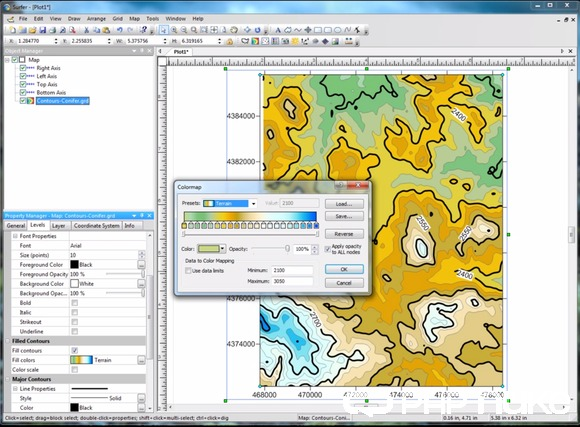 Surfer - [Plot1*]
File Edit View Draw Arrange Grid Map Tools Window Help
X: 1.284770 Y: 2.255835 W: 5.375756 H: 6.319165
Object Manager
Plot1*
Map
Right Axis
Left Axis
Top Axis
Bottom Axis
Contours-Conifer.grd
Property Manager - Map: Contours-Conifer.grd
General Levels Layer Coordinate System Info
Font Properties
Font Arial
Size (points) 10
Foreground Color Black
Foreground Opacity 100 %
Background Color White
Background Opac... 100 %
Bold
Italic
Strikeout
Underline
Filled Contours
Fill contours
Fill colors Terrain
Color scale
Major Contours
Line Properties
Style Solid
Color Black
Colormap
Presets: Terrain Value: 2100 Load...
Save...
Reverse
Color: Opacity: 100% Apply opacity to ALL nodes
Data to Color Mapping
Use data limits Minimum: 2100 OK
Maximum: 3050 Cancel
4384000
4382000
4376000
4374000
468000 470000 472000 474000 476000
2400
2550
2550
2400
2700
Click=select; drag=block select; double-click=properties; shift+click=multi-select; ctrl+click=dig
Map: Contours-Coni...
0.16 in, 4.71 in
5.38 in x 6.32 in